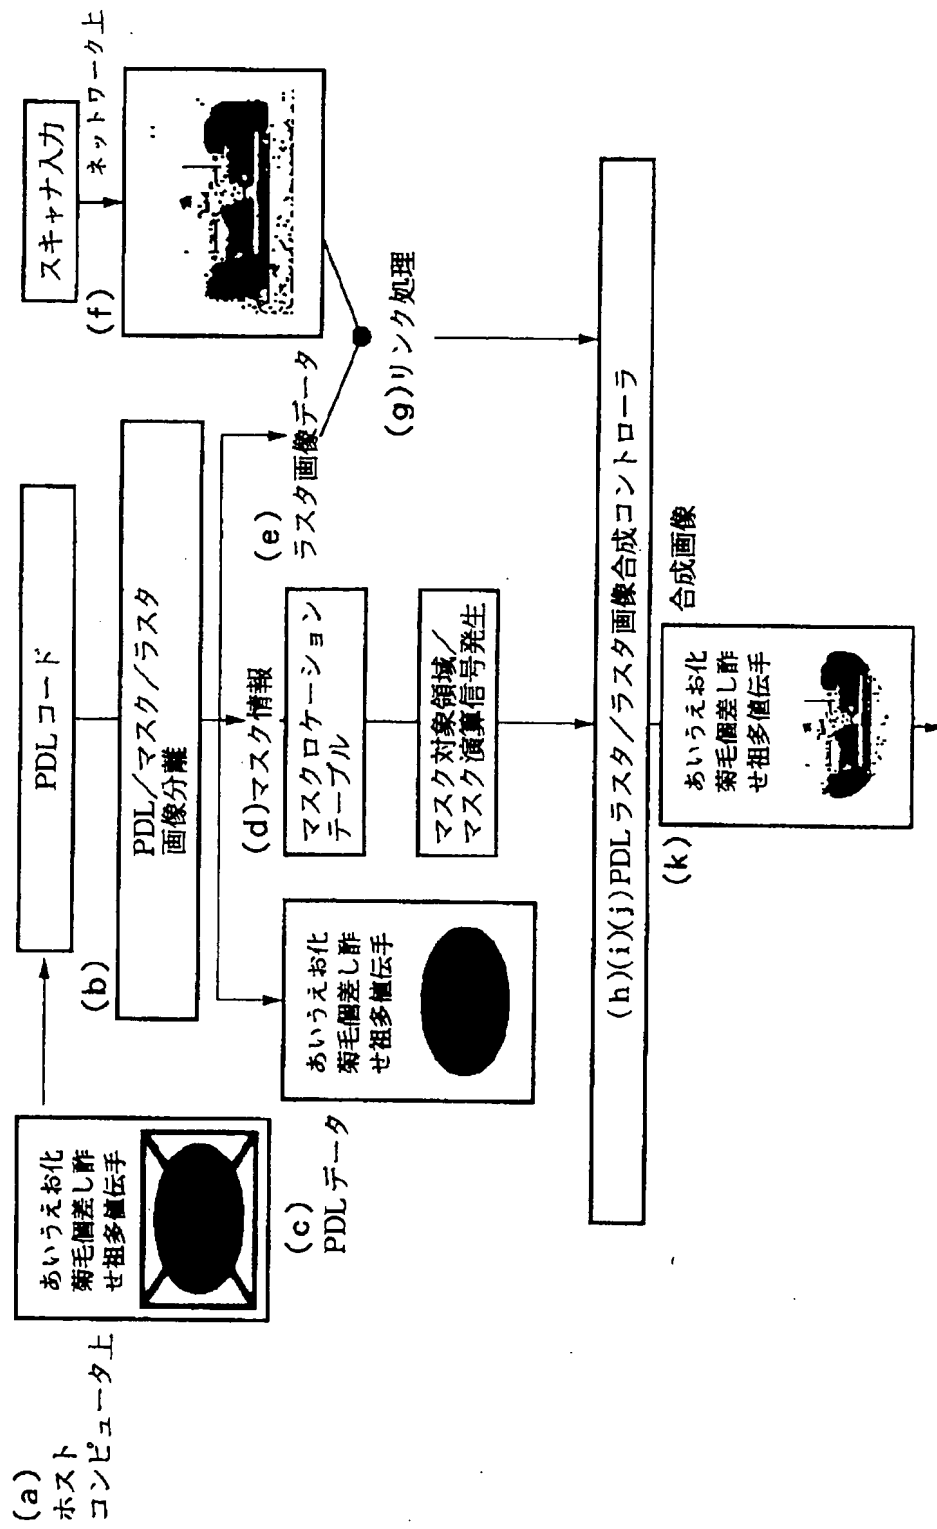 (a)
ホスト
コンピュータ上
あいうえお化
菊毛個差し酢
せ祖多値伝手
PDLコード
(b)
PDL/マスク/ラスタ
画像分離
(c)
PDLデータ
あいうえお化
菊毛個差し酢
せ祖多値伝手
(d)マスク情報
マスクロケーション
テーブル
マスク対象領域/
マスク演算信号発生
(e)
ラスタ画像データ
スキャナ入力
ネットワーク上
(f)
(g)リンク処理
(h)(i)(j)PDLラスタ/ラスタ画像合成コントローラ
(k)
合成画像
あいうえお化
菊毛個差し酢
せ祖多値伝手